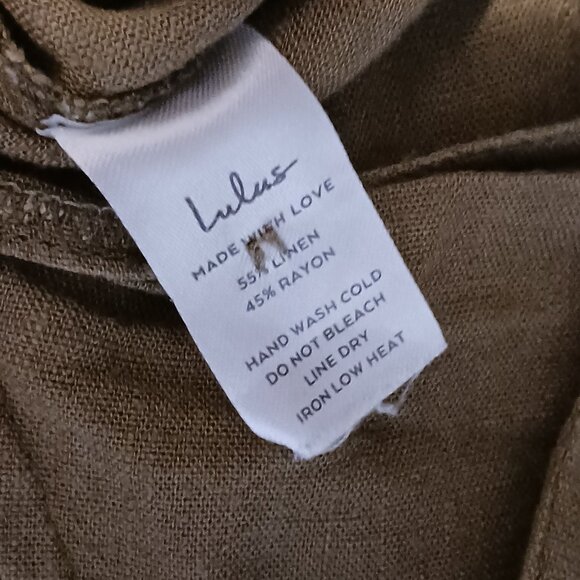 Lulus
MADE WITH LOVE
55% LINEN
45% RAYON
HAND WASH COLD
DO NOT BLEACH
LINE DRY
IRON LOW HEAT